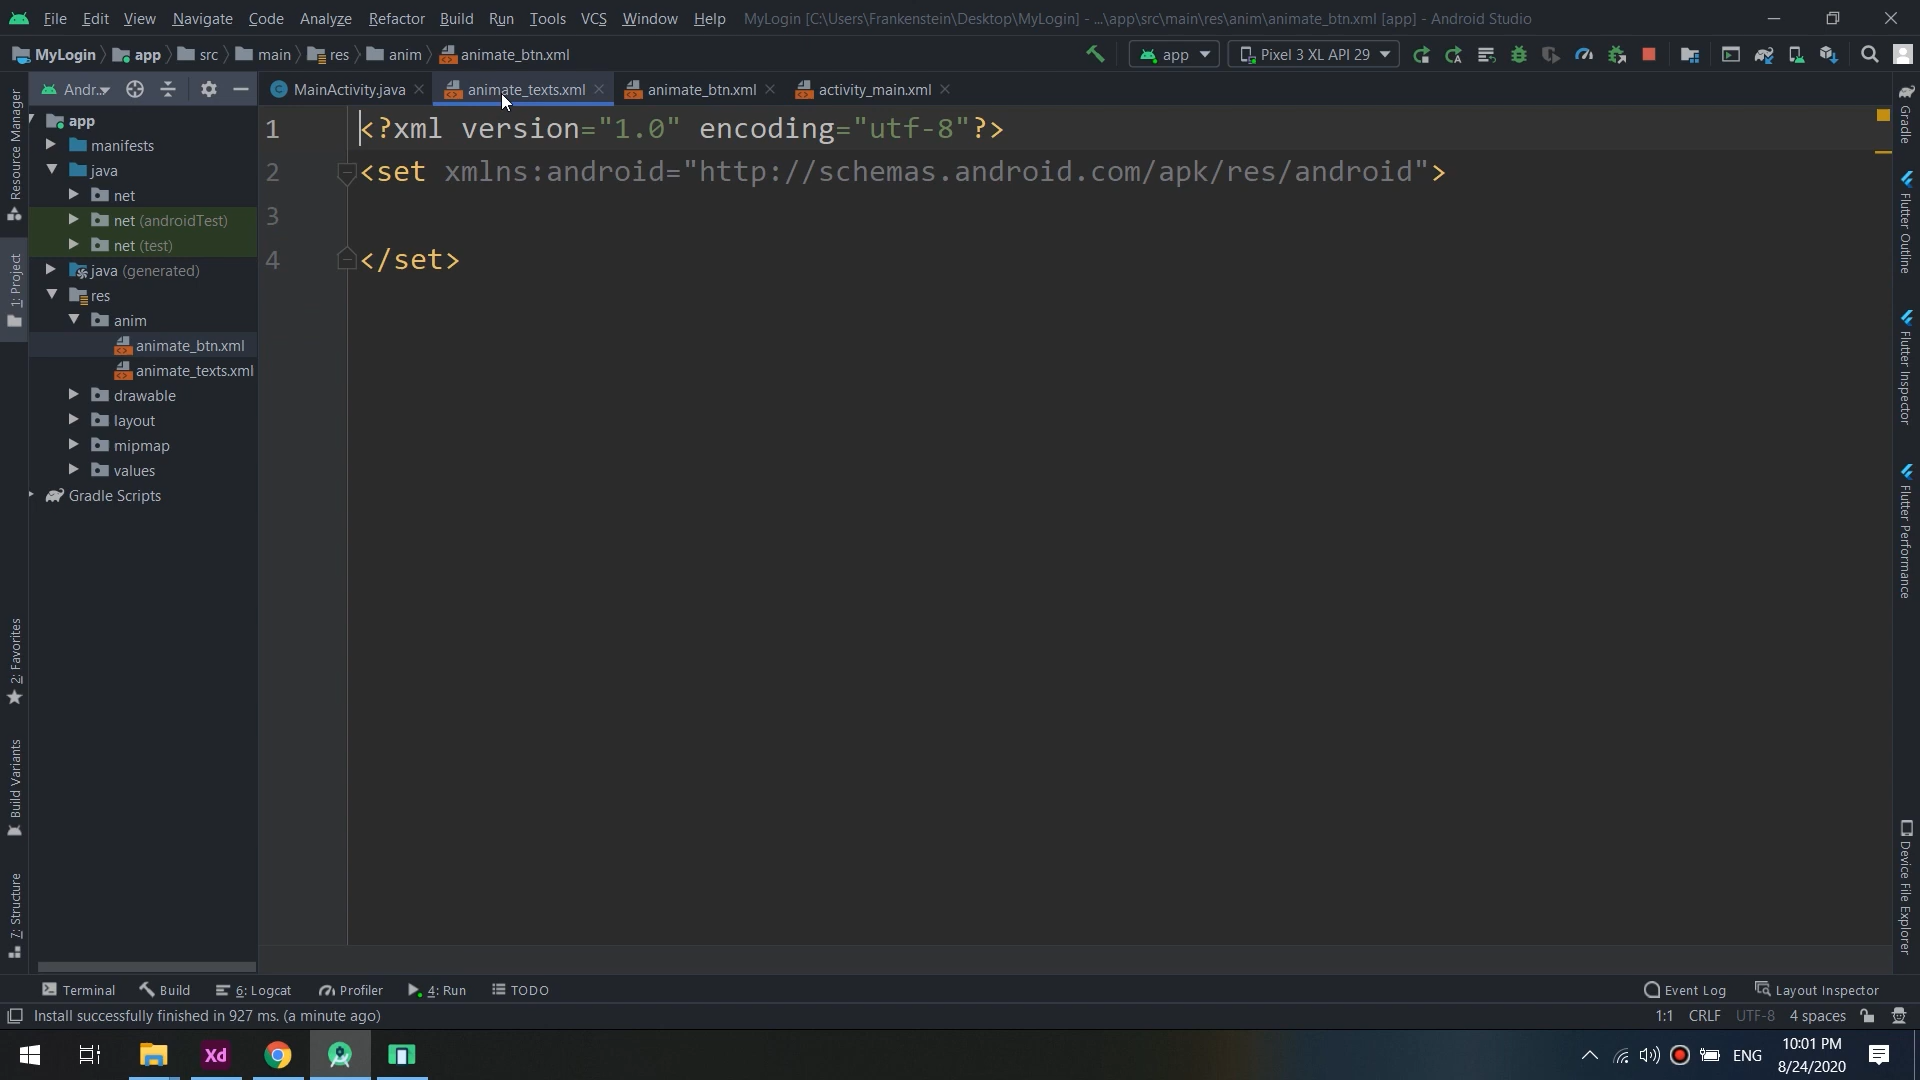 File Edit View Navigate Code Analyze Refactor Build Run Tools VCS Window Help MyLogin [C:\Users\Frankenstein\Desktop\MyLogin] - ...\app\src\main\res\anim\animate_btn.xml [app] - Android Studio
MyLogin app src main res anim animate_btn.xml app Pixel 3 XL API 29
Andr... MainActivity.java animate_texts.xml animate_btn.xml activity_main.xml
app
manifests
java
net
net (androidTest)
net (test)
java (generated)
res
anim
animate_btn.xml
animate_texts.xml
drawable
layout
mipmap
values
Gradle Scripts
1 <?xml version="1.0" encoding="utf-8"?>
2 <set xmlns:android="http://schemas.android.com/apk/res/android">
3
4 </set>
Resource Manager
1: Project
2: Favorites
Build Variants
7: Structure
Gradle
Flutter Outline
Flutter Inspector
Flutter Performance
Device File Explorer
Terminal Build 6: Logcat Profiler 4: Run TODO Event Log Layout Inspector
Install successfully finished in 927 ms. (a minute ago) 1:1 CRLF UTF-8 4 spaces
Xd ENG 10:01 PM
8/24/2020